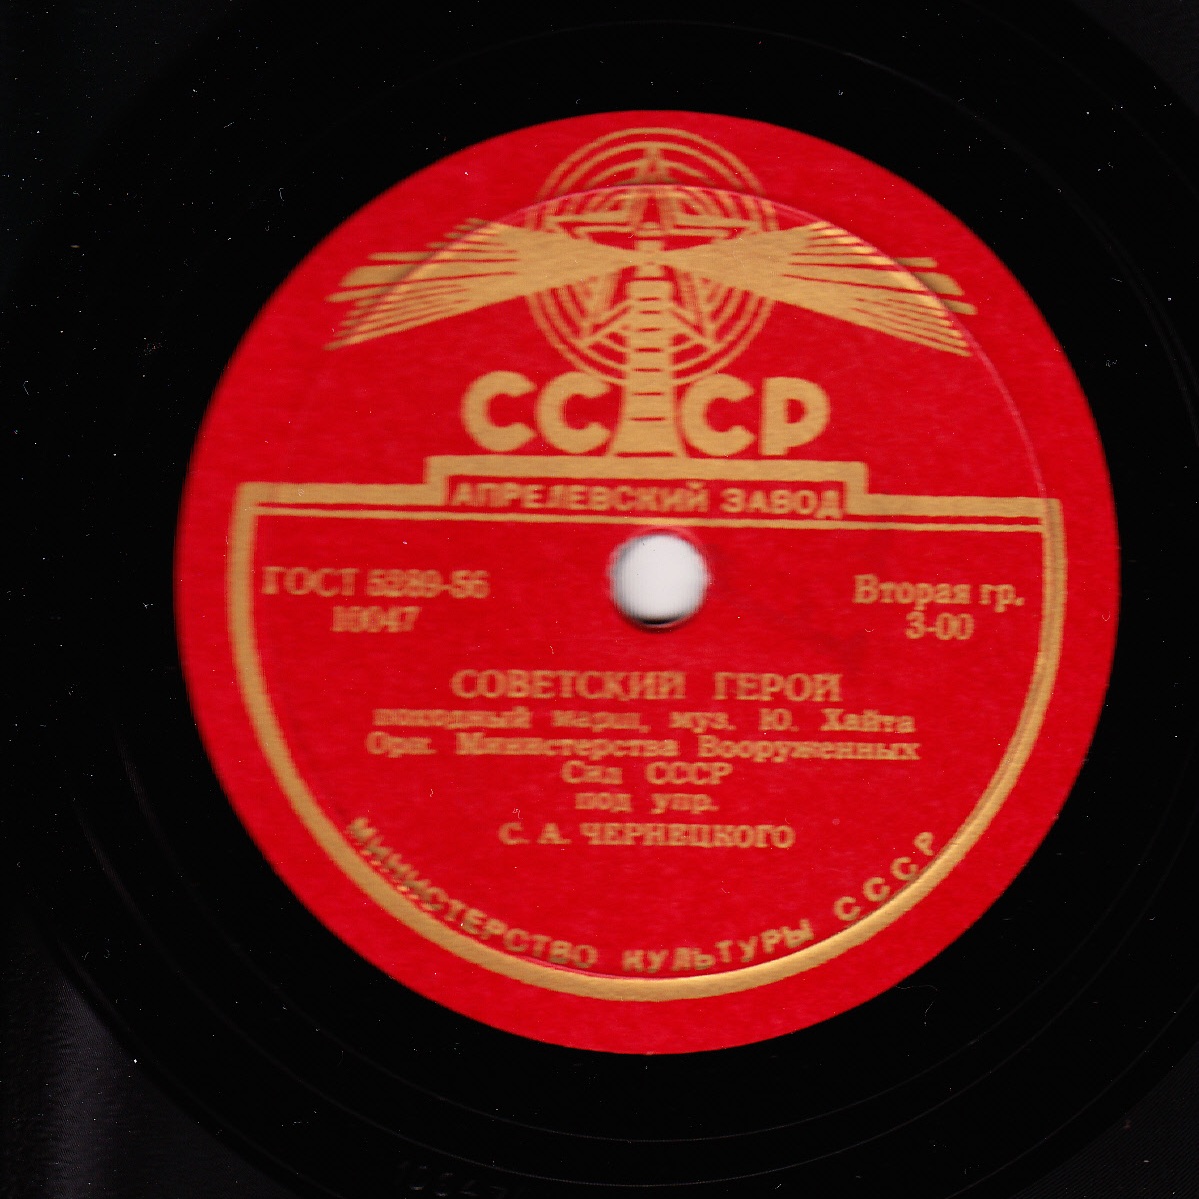 СССР
АПРЕЛЕВСКИЙ ЗАВОД
ГОСТ 5289-56
10047
Вторая гр.
3-00
СОВЕТСКИЙ ГЕРОЙ
походный марш, муз. Ю. Хайта
Орк. Министерства Вооруженных
Сил СССР
под упр.
С. А. ЧЕРНЕЦКОГО
МИНИСТЕРСТВО КУЛЬТУРЫ СССР